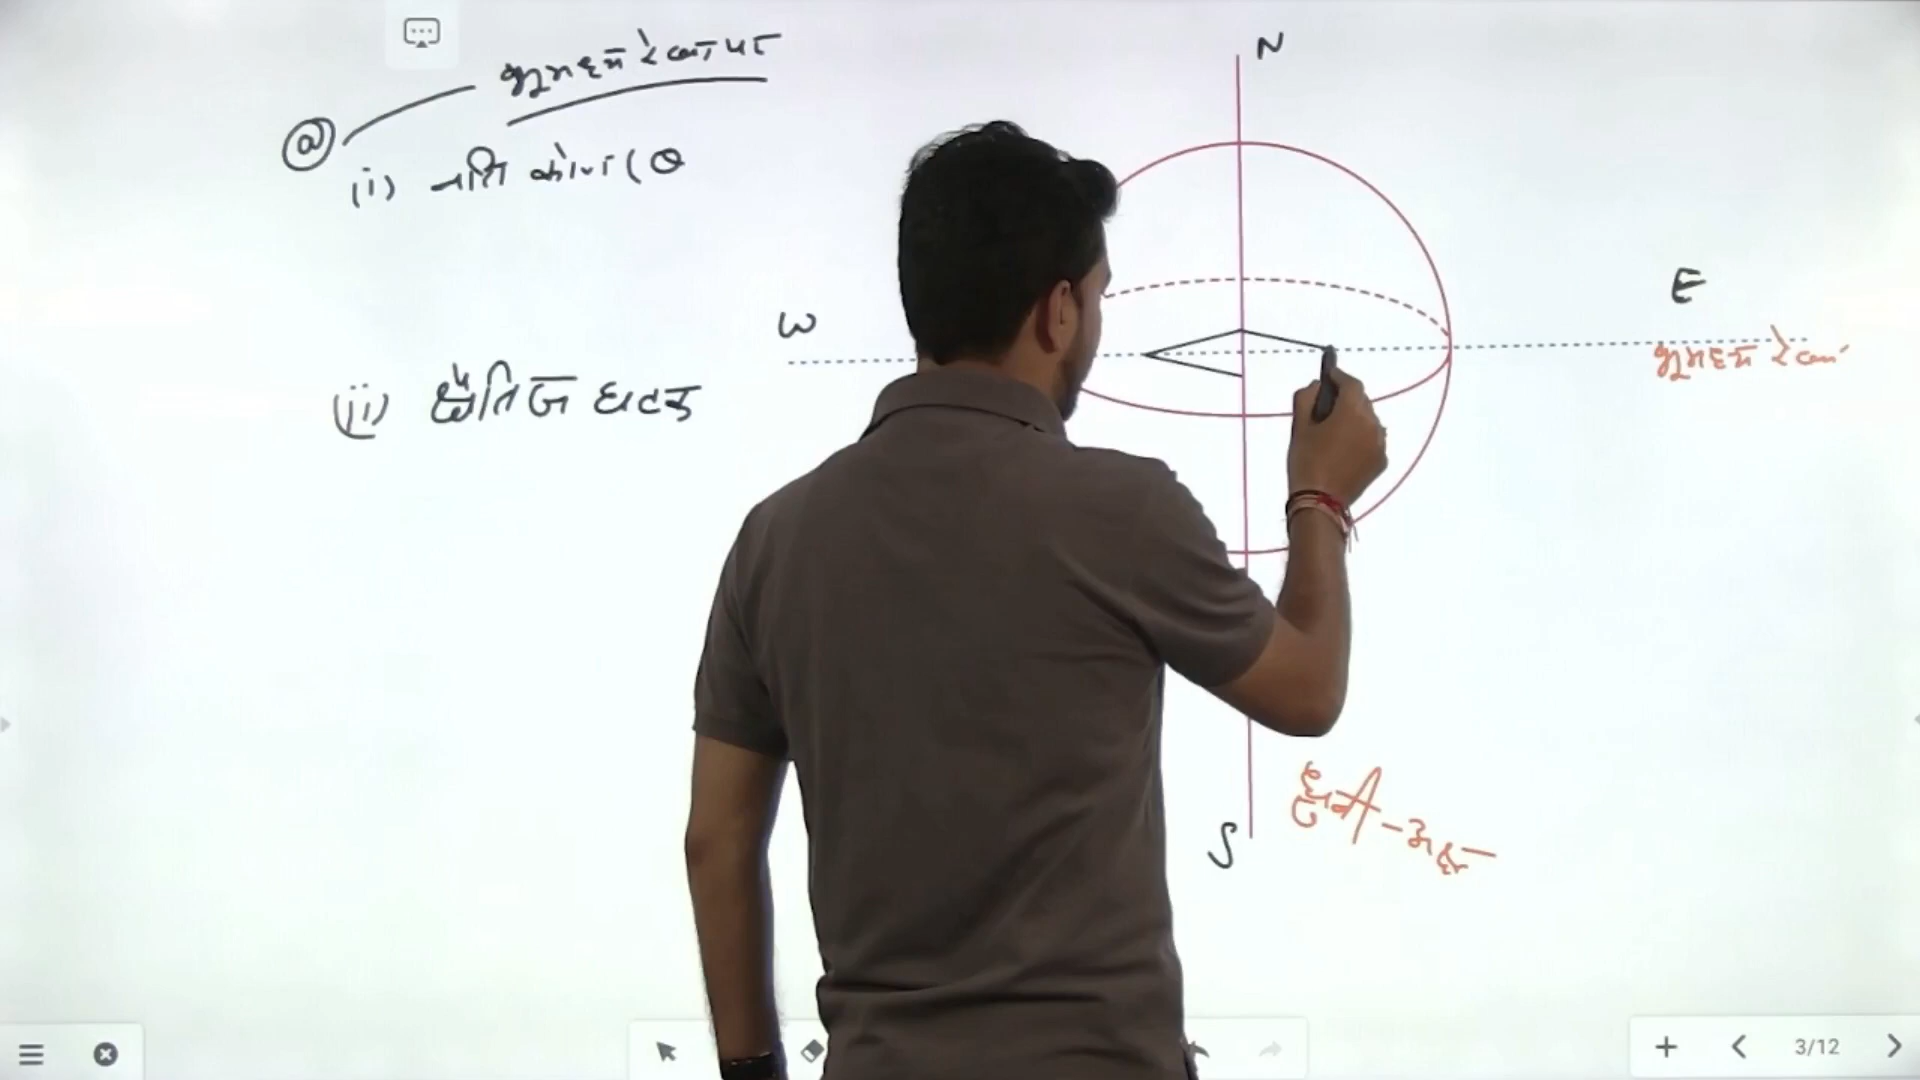 ⓐ भूमध्य रेखा पर
(i) नति कोण (θ
(ii) क्षैतिज घटक
N
W
E
भूमध्य रेखा
S
ध्रुवीय-अक्ष
3/12